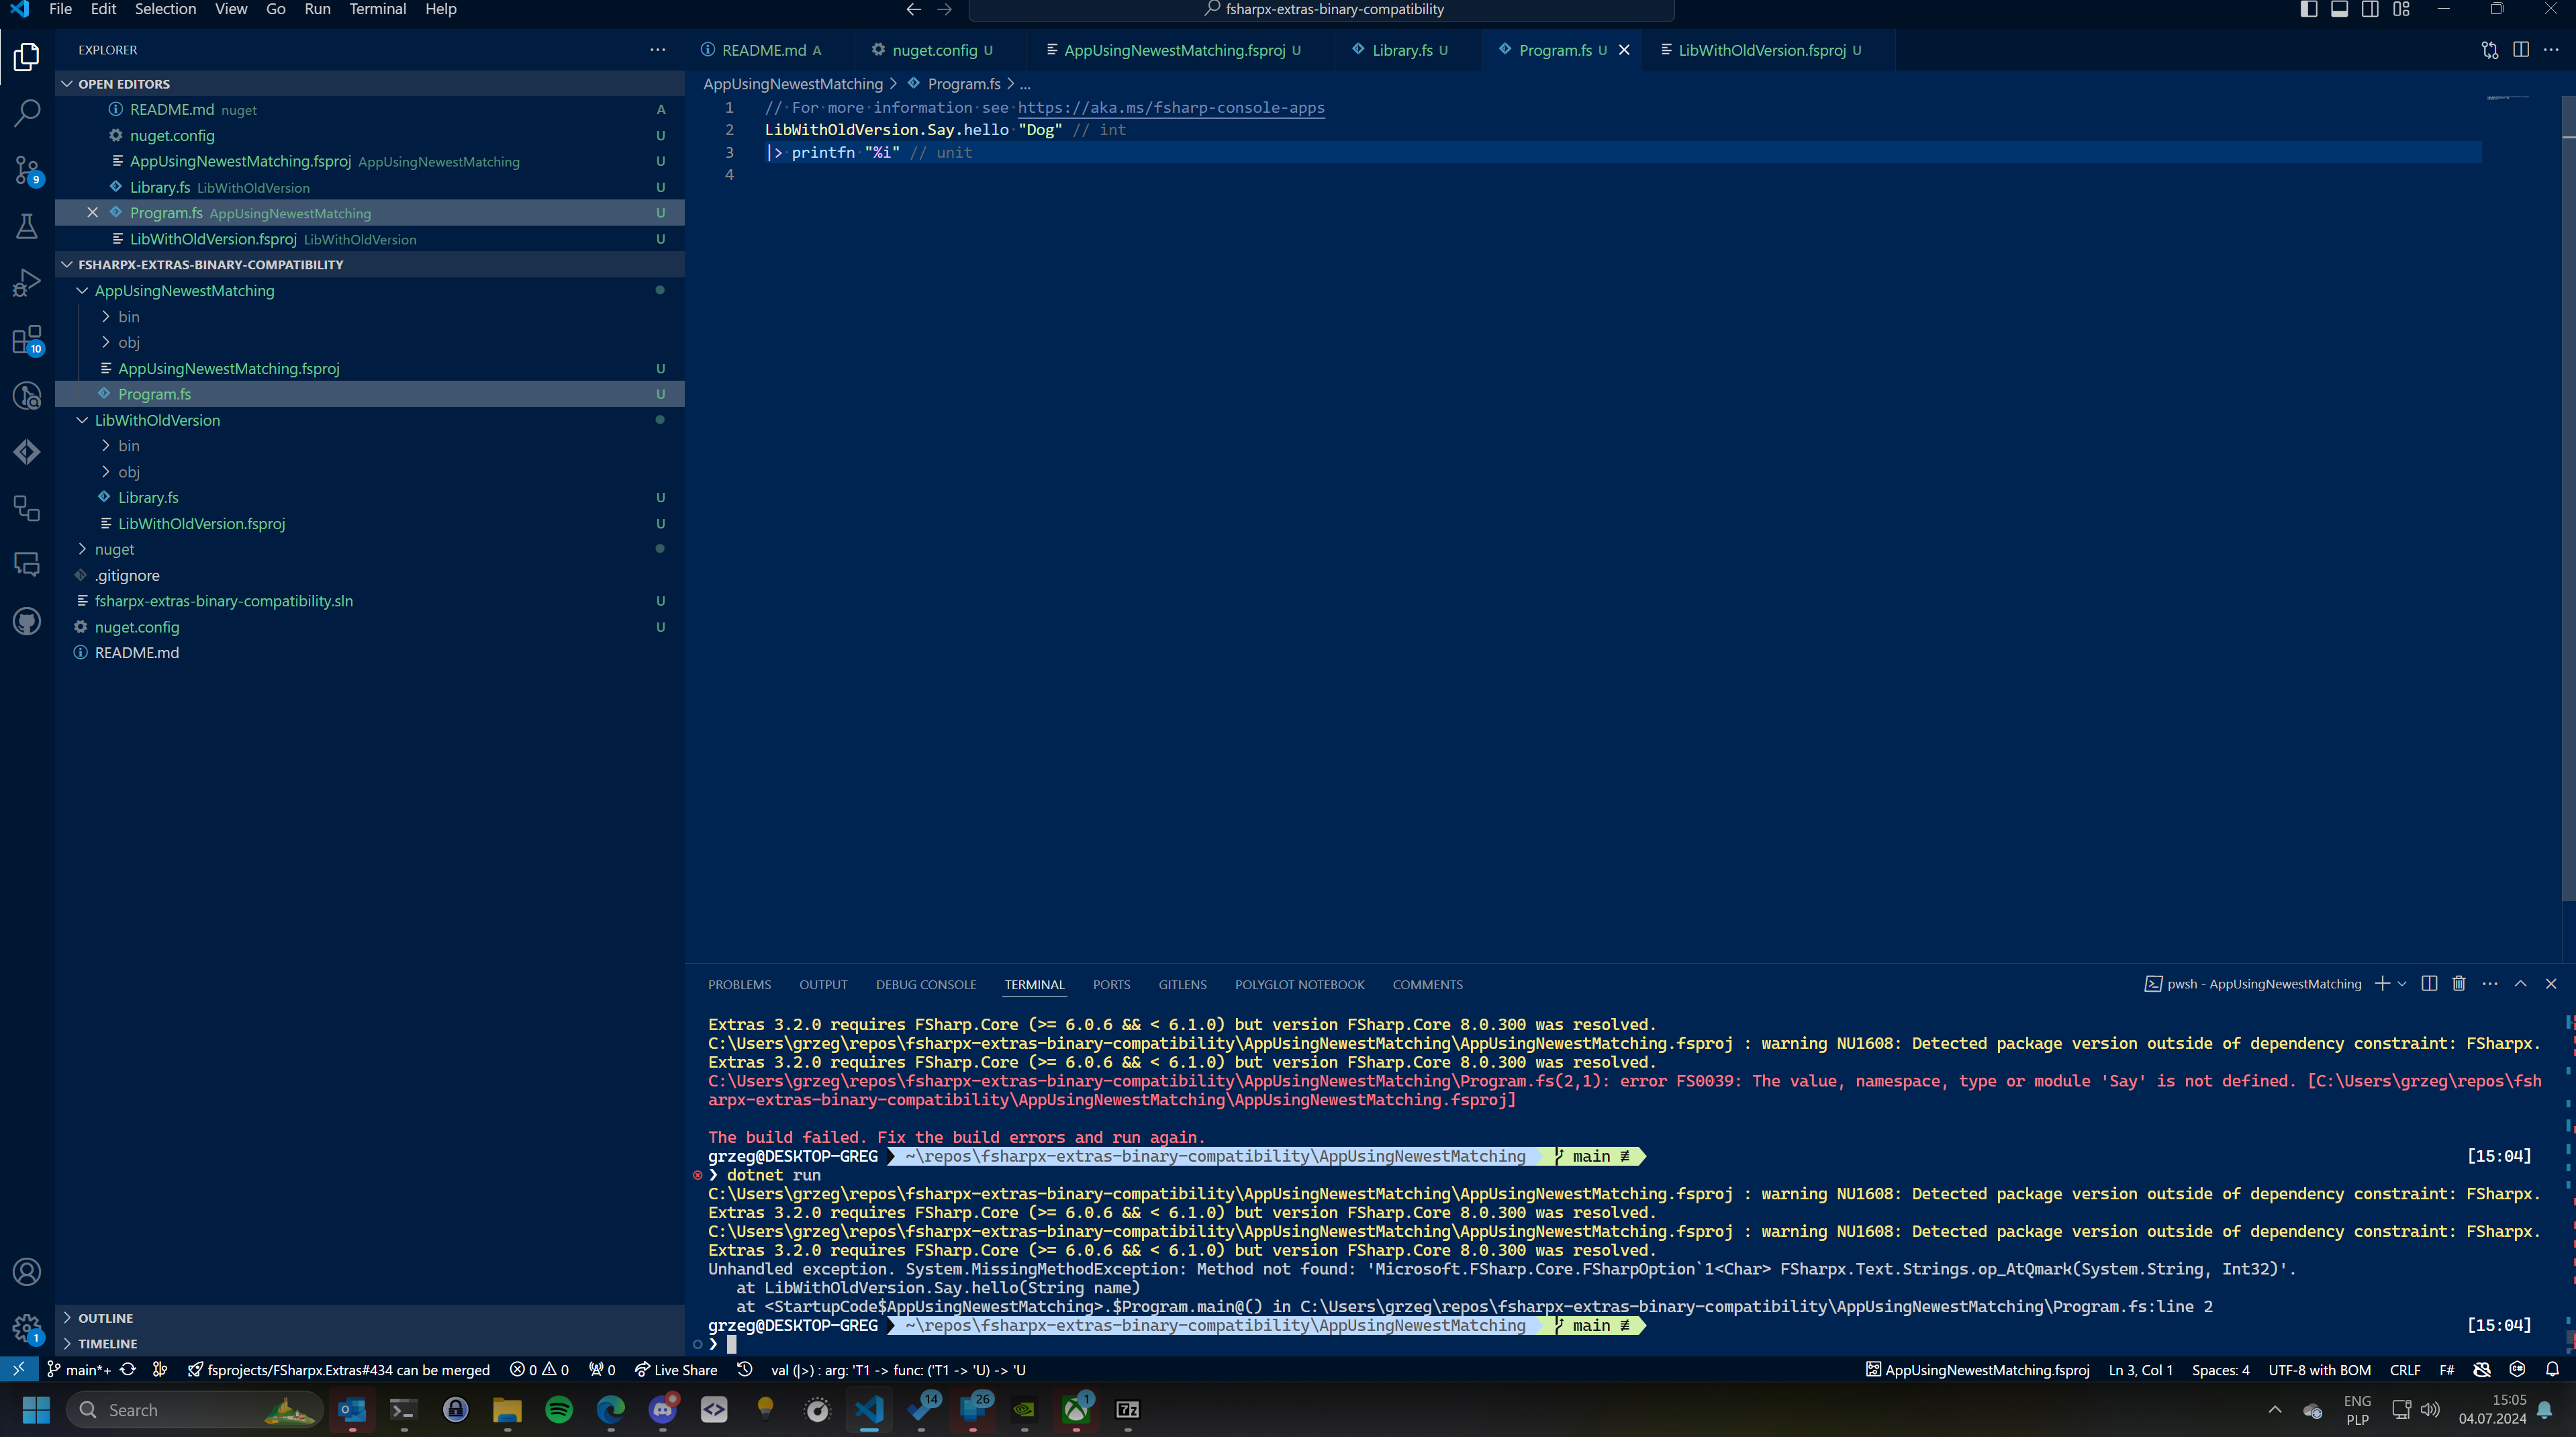 File Edit Selection View Go Run Terminal Help
fsharpx-extras-binary-compatibility
EXPLORER
OPEN EDITORS
README.md nuget A
nuget.config U
AppUsingNewestMatching.fsproj AppUsingNewestMatching U
Library.fs LibWithOldVersion U
Program.fs AppUsingNewestMatching U
LibWithOldVersion.fsproj LibWithOldVersion U
FSHARPX-EXTRAS-BINARY-COMPATIBILITY
AppUsingNewestMatching
bin
obj
AppUsingNewestMatching.fsproj U
Program.fs U
LibWithOldVersion
bin
obj
Library.fs U
LibWithOldVersion.fsproj U
nuget
.gitignore
fsharpx-extras-binary-compatibility.sln U
nuget.config U
README.md
OUTLINE
TIMELINE
9
10
1
README.md A nuget.config U AppUsingNewestMatching.fsproj U Library.fs U Program.fs U LibWithOldVersion.fsproj U
AppUsingNewestMatching > Program.fs > ...
1 // For more information see https://aka.ms/fsharp-console-apps
2 LibWithOldVersion.Say.hello "Dog" // int
3 |> printfn "%i" // unit
4
PROBLEMS OUTPUT DEBUG CONSOLE TERMINAL PORTS GITLENS POLYGLOT NOTEBOOK COMMENTS
pwsh - AppUsingNewestMatching
Extras 3.2.0 requires FSharp.Core (>= 6.0.6 && < 6.1.0) but version FSharp.Core 8.0.300 was resolved.
C:\Users\grzeg\repos\fsharpx-extras-binary-compatibility\AppUsingNewestMatching\AppUsingNewestMatching.fsproj : warning NU1608: Detected package version outside of dependency constraint: FSharpx.
Extras 3.2.0 requires FSharp.Core (>= 6.0.6 && < 6.1.0) but version FSharp.Core 8.0.300 was resolved.
C:\Users\grzeg\repos\fsharpx-extras-binary-compatibility\AppUsingNewestMatching\Program.fs(2,1): error FS0039: The value, namespace, type or module 'Say' is not defined. [C:\Users\grzeg\repos\fsh
arpx-extras-binary-compatibility\AppUsingNewestMatching\AppUsingNewestMatching.fsproj]
The build failed. Fix the build errors and run again.
grzeg@DESKTOP-GREG ~\repos\fsharpx-extras-binary-compatibility\AppUsingNewestMatching main ≢ [15:04]
❯ dotnet run
C:\Users\grzeg\repos\fsharpx-extras-binary-compatibility\AppUsingNewestMatching\AppUsingNewestMatching.fsproj : warning NU1608: Detected package version outside of dependency constraint: FSharpx.
Extras 3.2.0 requires FSharp.Core (>= 6.0.6 && < 6.1.0) but version FSharp.Core 8.0.300 was resolved.
C:\Users\grzeg\repos\fsharpx-extras-binary-compatibility\AppUsingNewestMatching\AppUsingNewestMatching.fsproj : warning NU1608: Detected package version outside of dependency constraint: FSharpx.
Extras 3.2.0 requires FSharp.Core (>= 6.0.6 && < 6.1.0) but version FSharp.Core 8.0.300 was resolved.
Unhandled exception. System.MissingMethodException: Method not found: 'Microsoft.FSharp.Core.FSharpOption`1<Char> FSharpx.Text.Strings.op_AtQmark(System.String, Int32)'.
at LibWithOldVersion.Say.hello(String name)
at <StartupCode$AppUsingNewestMatching>.$Program.main@() in C:\Users\grzeg\repos\fsharpx-extras-binary-compatibility\AppUsingNewestMatching\Program.fs:line 2
grzeg@DESKTOP-GREG ~\repos\fsharpx-extras-binary-compatibility\AppUsingNewestMatching main ≢ [15:04]
❯
main*+ fsprojects/FSharpx.Extras#434 can be merged 0 0 0 Live Share val (|>) : arg: 'T1 -> func: ('T1 -> 'U) -> 'U AppUsingNewestMatching.fsproj Ln 3, Col 1 Spaces: 4 UTF-8 with BOM CRLF F#
Search 14 26 1 7z ENG 15:05
PLP 04.07.2024